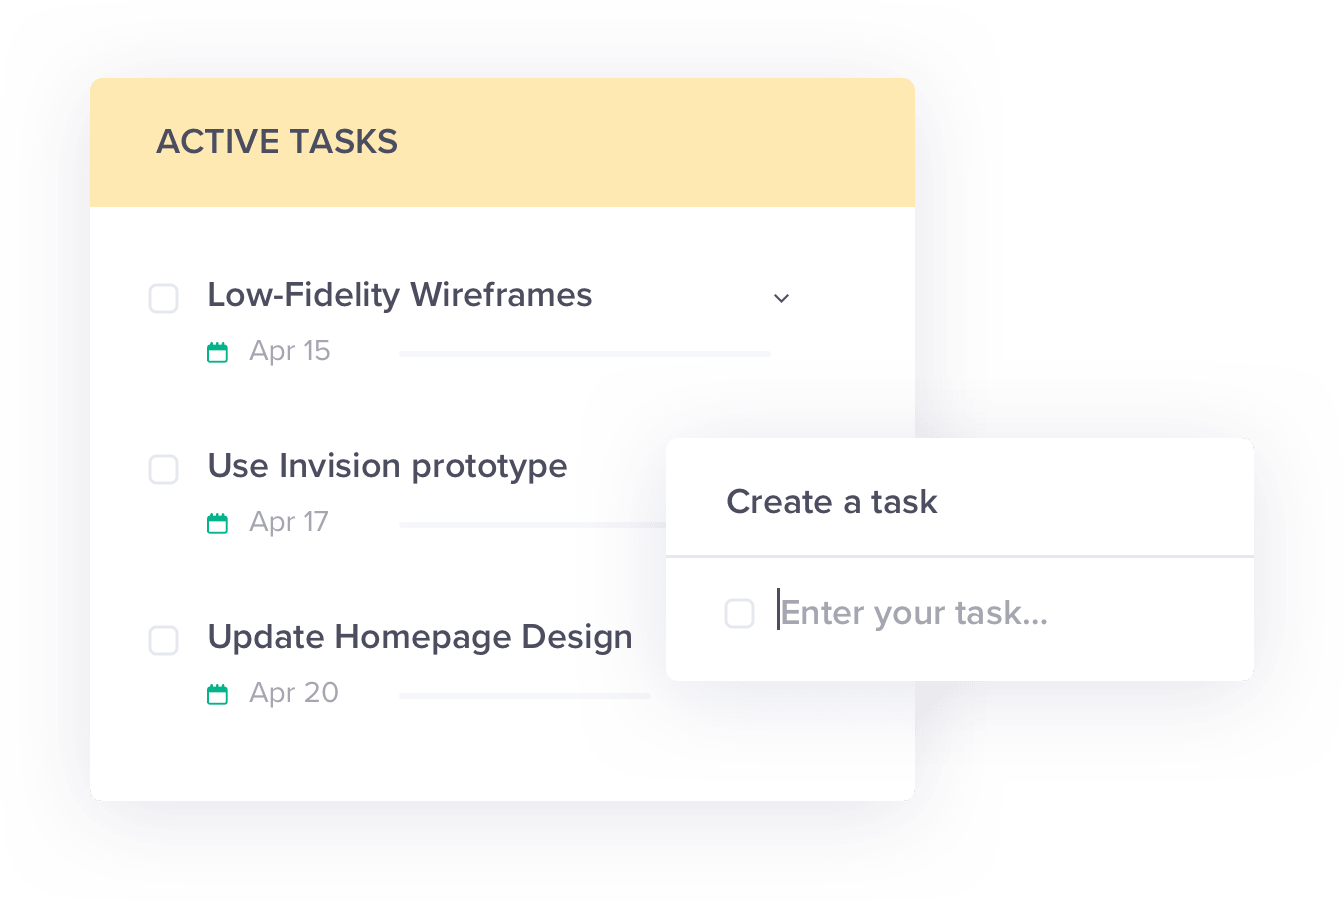 ACTIVE TASKS
Low-Fidelity Wireframes
Apr 15
Use Invision prototype
Apr 17
Update Homepage Design
Apr 20
Create a task
Enter your task...